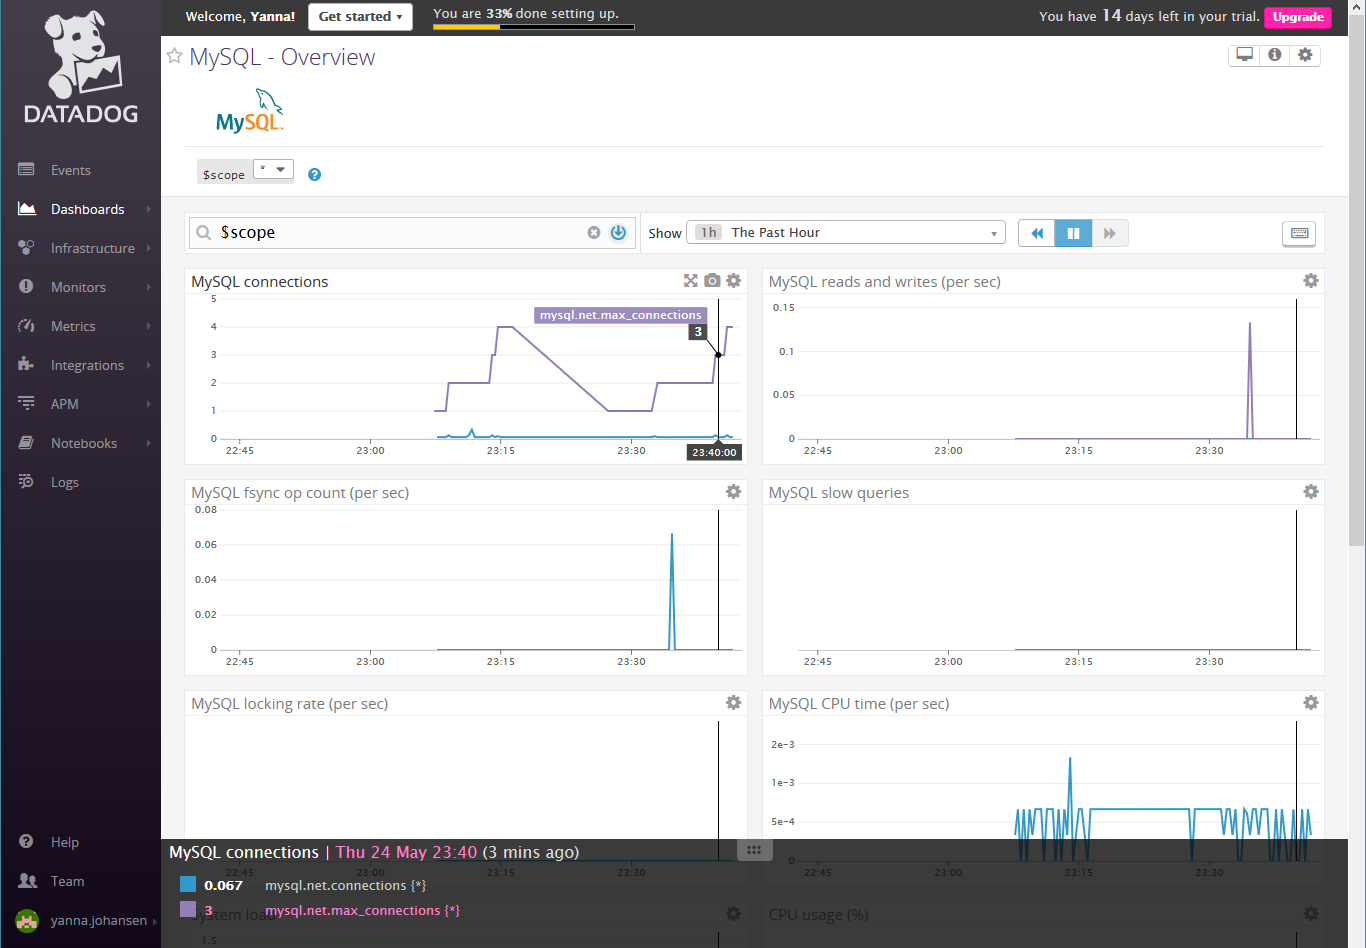 Welcome, Yanna!
Get started
You are 33% done setting up.
You have 14 days left in your trial.
Upgrade
DATADOG
Events
Dashboards
Infrastructure
Monitors
Metrics
Integrations
APM
Notebooks
Logs
Help
Team
yanna.johansen
MySQL - Overview
MySQL
$scope
*
?
$scope
Show
1h The Past Hour
MySQL connections
5
4
3
2
1
0
mysql.net.max_connections
3
22:45
23:00
23:15
23:30
23:40:00
MySQL reads and writes (per sec)
0.15
0.1
0.05
0
22:45
23:00
23:15
23:30
MySQL fsync op count (per sec)
0.08
0.06
0.04
0.02
0
22:45
23:00
23:15
23:30
MySQL slow queries
22:45
23:00
23:15
23:30
MySQL locking rate (per sec)
22:45
23:00
23:15
23:30
MySQL CPU time (per sec)
2e-3
1e-3
5e-4
0
22:45
23:00
23:15
23:30
MySQL connections | Thu 24 May 23:40 (3 mins ago)
0.067 mysql.net.connections {*}
3 mysql.net.max_connections {*}
System load
1.5
CPU usage (%)